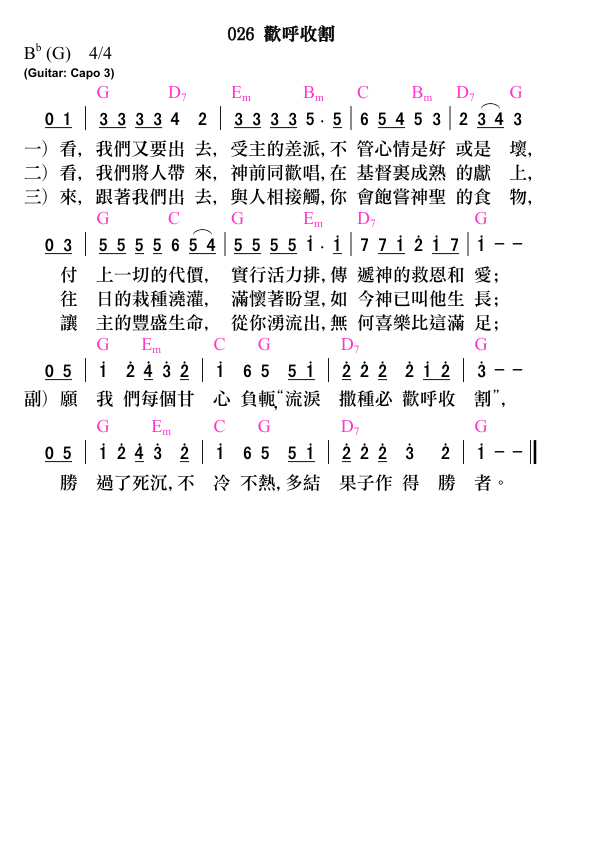 026 歡呼收割
B♭ (G) 4/4
(Guitar: Capo 3)
G D7 Em Bm C Bm D7 G
0 1 | 3 3 3 3 4 2 | 3 3 3 3 5 . 5 | 6 5 4 5 3 | 2 3 4 3
一）看，我們又要出 去，受主的差派，不 管心情是好 或是 壞，
二）看，我們將人帶 來，神前同歡唱，在 基督裏成熟 的獻 上，
三）來，跟著我們出 去，與人相接觸，你 會飽嘗神聖 的食 物，
G C G Em D7 G
0 3 | 5 5 5 5 6 5 4 | 5 5 5 5 i . i | 7 7 i 2̇ i 7 | i － －
付 上一切的代價， 實行活力排，傳 遞神的救恩和 愛；
往 日的栽種澆灌， 滿懷著盼望，如 今神已叫他生 長；
讓 主的豐盛生命， 從你湧流出，無 何喜樂比這滿 足；
G Em C G D7 G
0 5 | i 2̇ 4̇ 3̇ 2̇ | i 6 5 5 i | 2̇ 2̇ 2̇ 2̇ i 2̇ | 3̇ － －
副）願 我 們每個甘 心 負軛，“流淚 撒種必 歡呼收 割”，
G Em C G D7 G
0 5 | i 2̇ 4̇ 3̇ 2̇ | i 6 5 5 i | 2̇ 2̇ 2̇ 3̇ 2̇ | i － － ‖
勝 過了死沉，不 冷 不熱，多結 果子作 得 勝 者。